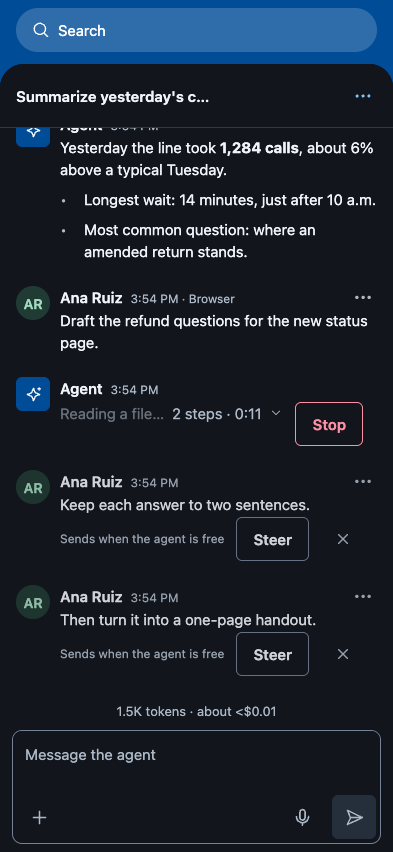 Search
Summarize yesterday's c...
Agent 3:54 PM
Yesterday the line took 1,284 calls, about 6%
above a typical Tuesday.
• Longest wait: 14 minutes, just after 10 a.m.
• Most common question: where an
amended return stands.
AR
Ana Ruiz 3:54 PM · Browser
Draft the refund questions for the new status
page.
Agent 3:54 PM
Reading a file... 2 steps · 0:11
Stop
AR
Ana Ruiz 3:54 PM
Keep each answer to two sentences.
Sends when the agent is free
Steer
AR
Ana Ruiz 3:54 PM
Then turn it into a one-page handout.
Sends when the agent is free
Steer
1.5K tokens · about <$0.01
Message the agent